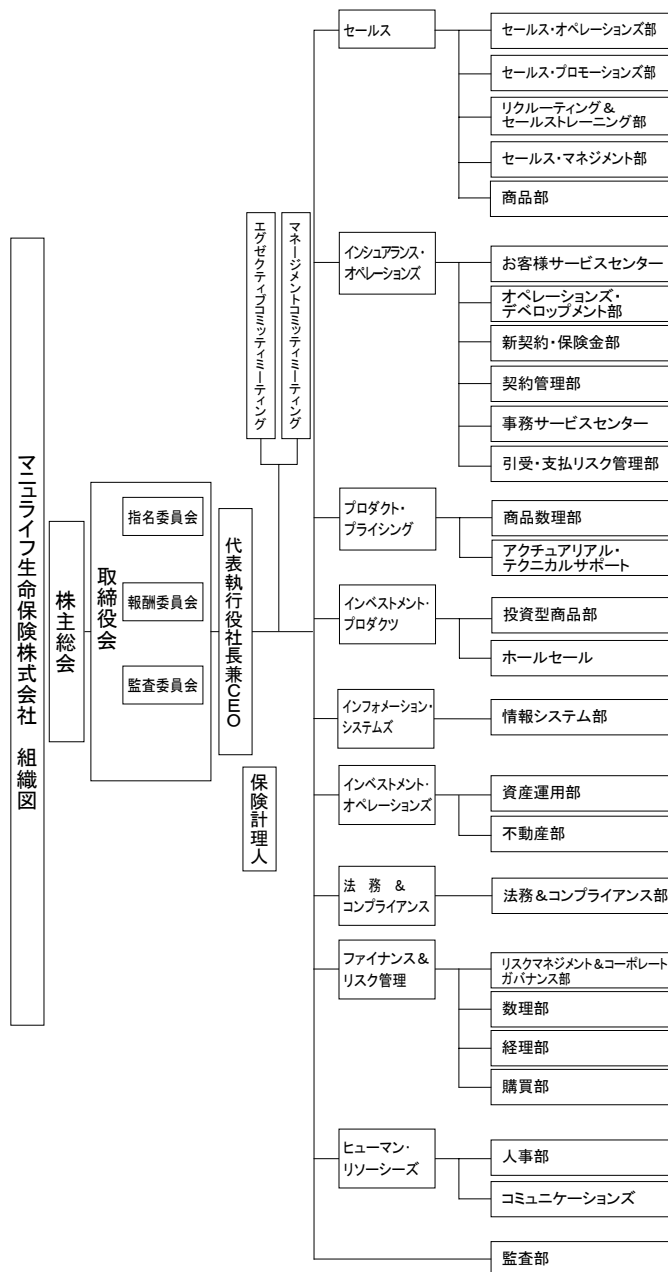 マニュライフ生命保険株式会社 組織図
株主総会
取締役会
指名委員会
報酬委員会
監査委員会
代表執行役社長兼CEO
保険計理人
エグゼクティブコミッティミーティング
マネージメントコミッティミーティング
セールス
セールス・オペレーションズ部
セールス・プロモーションズ部
リクルーティング＆
セールストレーニング部
セールス・マネジメント部
商品部
インシュアランス・
オペレーションズ
お客様サービスセンター
オペレーションズ・
デベロップメント部
新契約・保険金部
契約管理部
事務サービスセンター
引受・支払リスク管理部
プロダクト・
プライシング
商品数理部
アクチュアリアル・
テクニカルサポート
インベストメント・
プロダクツ
投資型商品部
ホールセール
インフォメーション・
システムズ
情報システム部
インベストメント・
オペレーションズ
資産運用部
不動産部
法 務 ＆
コンプライアンス
法務＆コンプライアンス部
ファイナンス＆
リスク管理
リスクマネジメント＆コーポレート
ガバナンス部
数理部
経理部
購買部
ヒューマン・
リソーシーズ
人事部
コミュニケーションズ
監査部